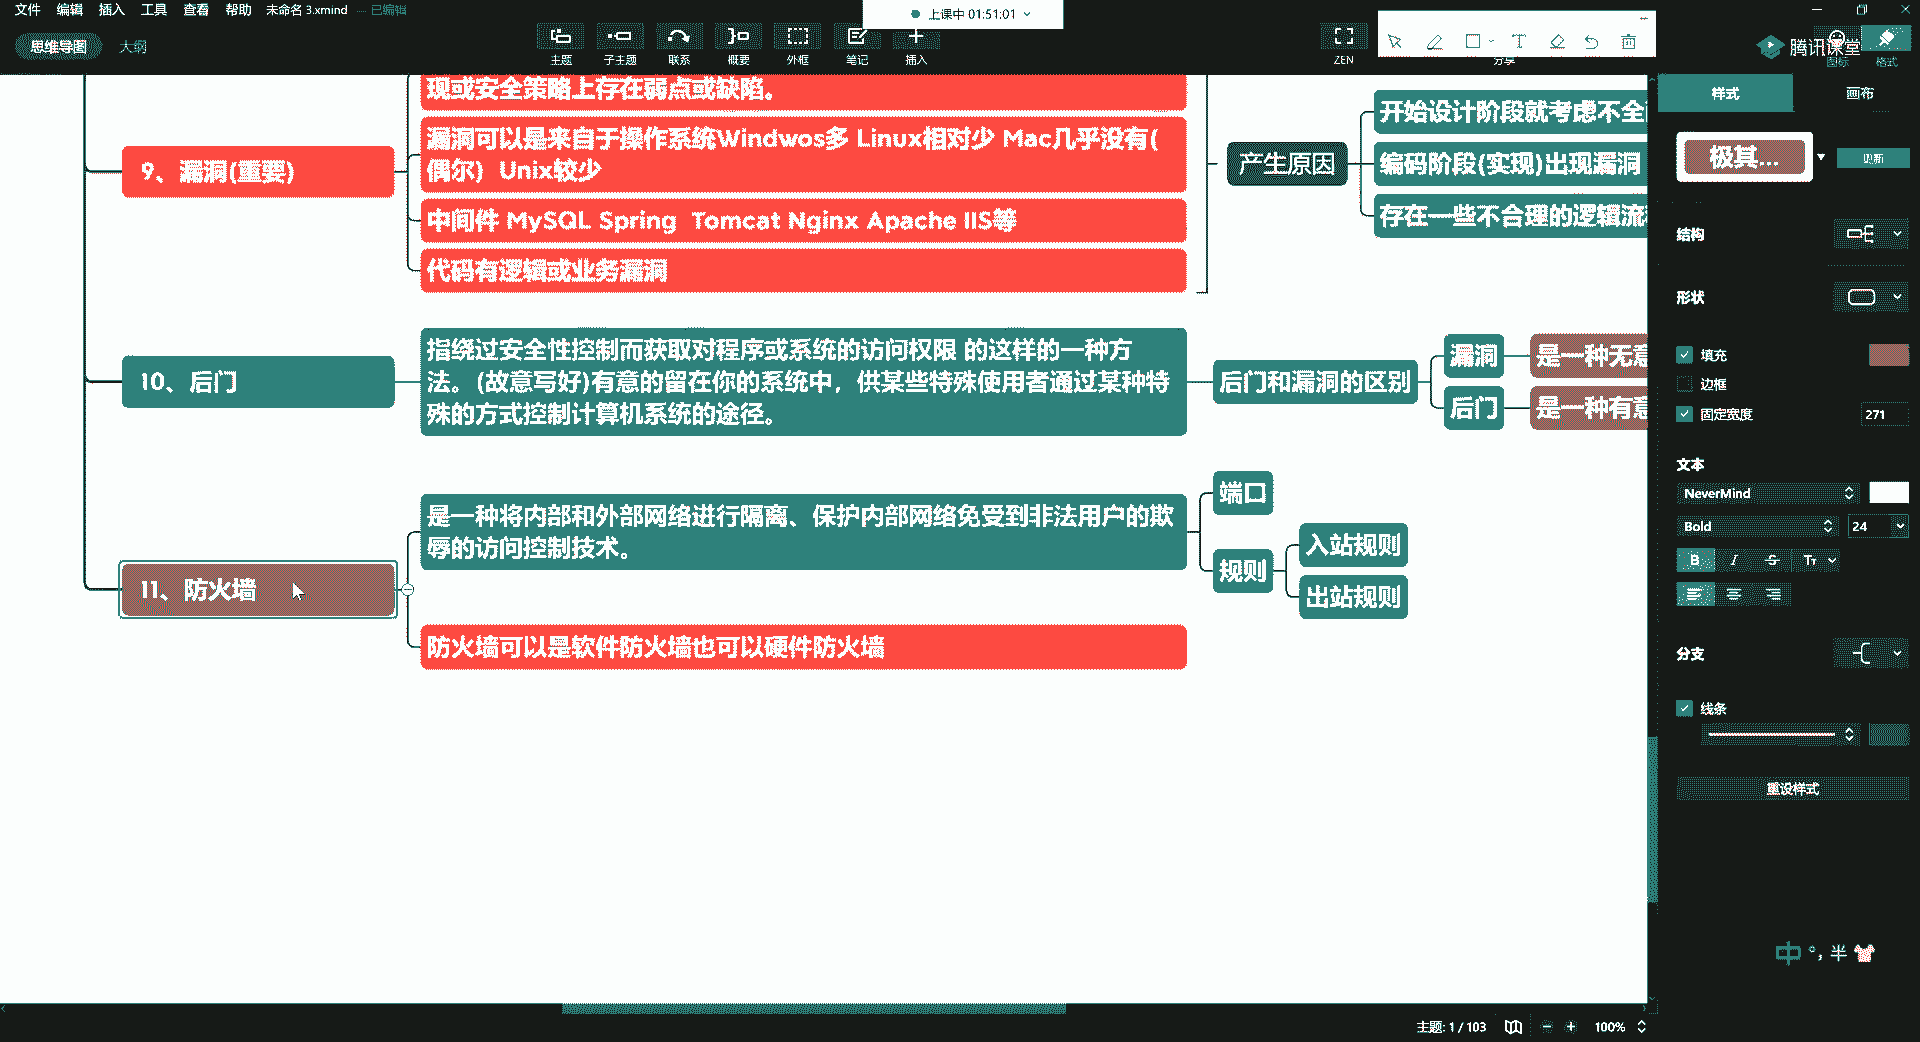 文件 编辑 插入 工具 查看 帮助 未命名 3.xmind — 已编辑
上课中 01:51:01
思维导图 大纲
主题 子主题 联系 概要 外框 笔记 插入 ZEN 分享 图标 格式
腾讯课堂
样式 画布
现或安全策略上存在弱点或缺陷。
漏洞可以是来自于操作系统Windwos多 Linux相对少 Mac几乎没有(
偶尔) Unix较少
9、漏洞(重要)
中间件 MySQL Spring Tomcat Nginx Apache IIS等
代码有逻辑或业务漏洞
产生原因
开始设计阶段就考虑不全
编码阶段(实现)出现漏洞
存在一些不合理的逻辑流
10、后门
指绕过安全性控制而获取对程序或系统的访问权限 的这样的一种方
法。(故意写好)有意的留在你的系统中，供某些特殊使用者通过某种特
殊的方式控制计算机系统的途径。
后门和漏洞的区别
漏洞
是一种无意
后门
是一种有意
11、防火墙
是一种将内部和外部网络进行隔离、保护内部网络免受到非法用户的欺
辱的访问控制技术。
端口
规则
入站规则
出站规则
防火墙可以是软件防火墙也可以硬件防火墙
极其...
更新
结构
形状
填充
边框
固定宽度 271
文本
NeverMind
Bold 24
B I S Tт
分支
线条
重设样式
中 °, 半
主题: 1 / 103 100%